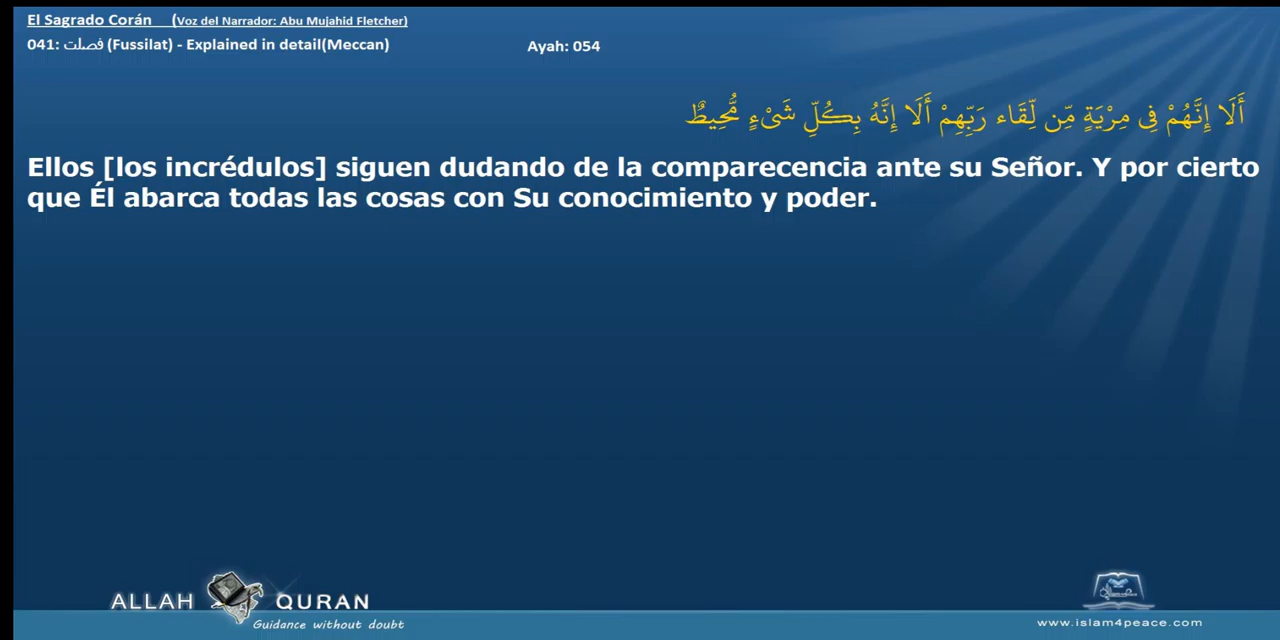 El Sagrado Corán (Voz del Narrador: Abu Mujahid Fletcher)
041: فصلت (Fussilat) - Explained in detail(Meccan) Ayah: 054
أَلَا إِنَّهُمْ فِى مِرْيَةٍ مِّن لِّقَاء رَبِّهِمْ أَلَا إِنَّهُ بِكُلِّ شَىْءٍ مُّحِيطٌ
Ellos [los incrédulos] siguen dudando de la comparecencia ante su Señor. Y por cierto
que Él abarca todas las cosas con Su conocimiento y poder.
ALLAH QURAN
Guidance without doubt
www.islam4peace.com